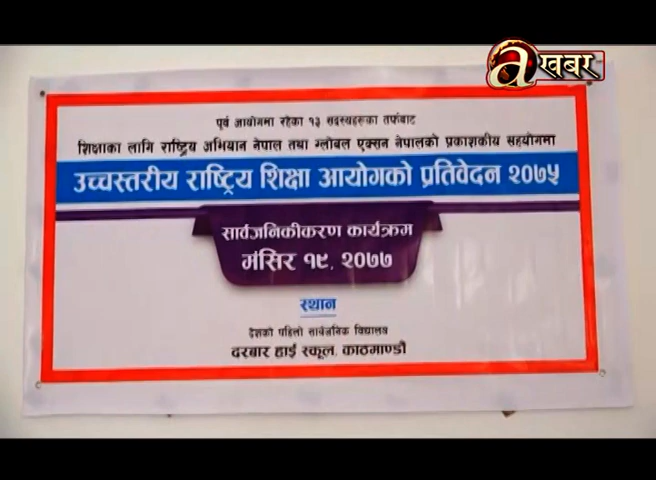 a खबर
पूर्व आयोगमा रहेका १३ सदस्यहरुका तर्फबाट
शिक्षाका लागि राष्ट्रिय अभियान नेपाल तथा ग्लोबल एक्सन नेपालको प्रकाशकीय सहयोगमा
उच्चस्तरीय राष्ट्रिय शिक्षा आयोगको प्रतिवेदन २०७५
सार्वजनिकीकरण कार्यक्रम
मंसिर १९, २०७७
स्थान
देशको पहिलो सार्वजनिक विद्यालय
दरबार हाई स्कूल, काठमाण्डौ